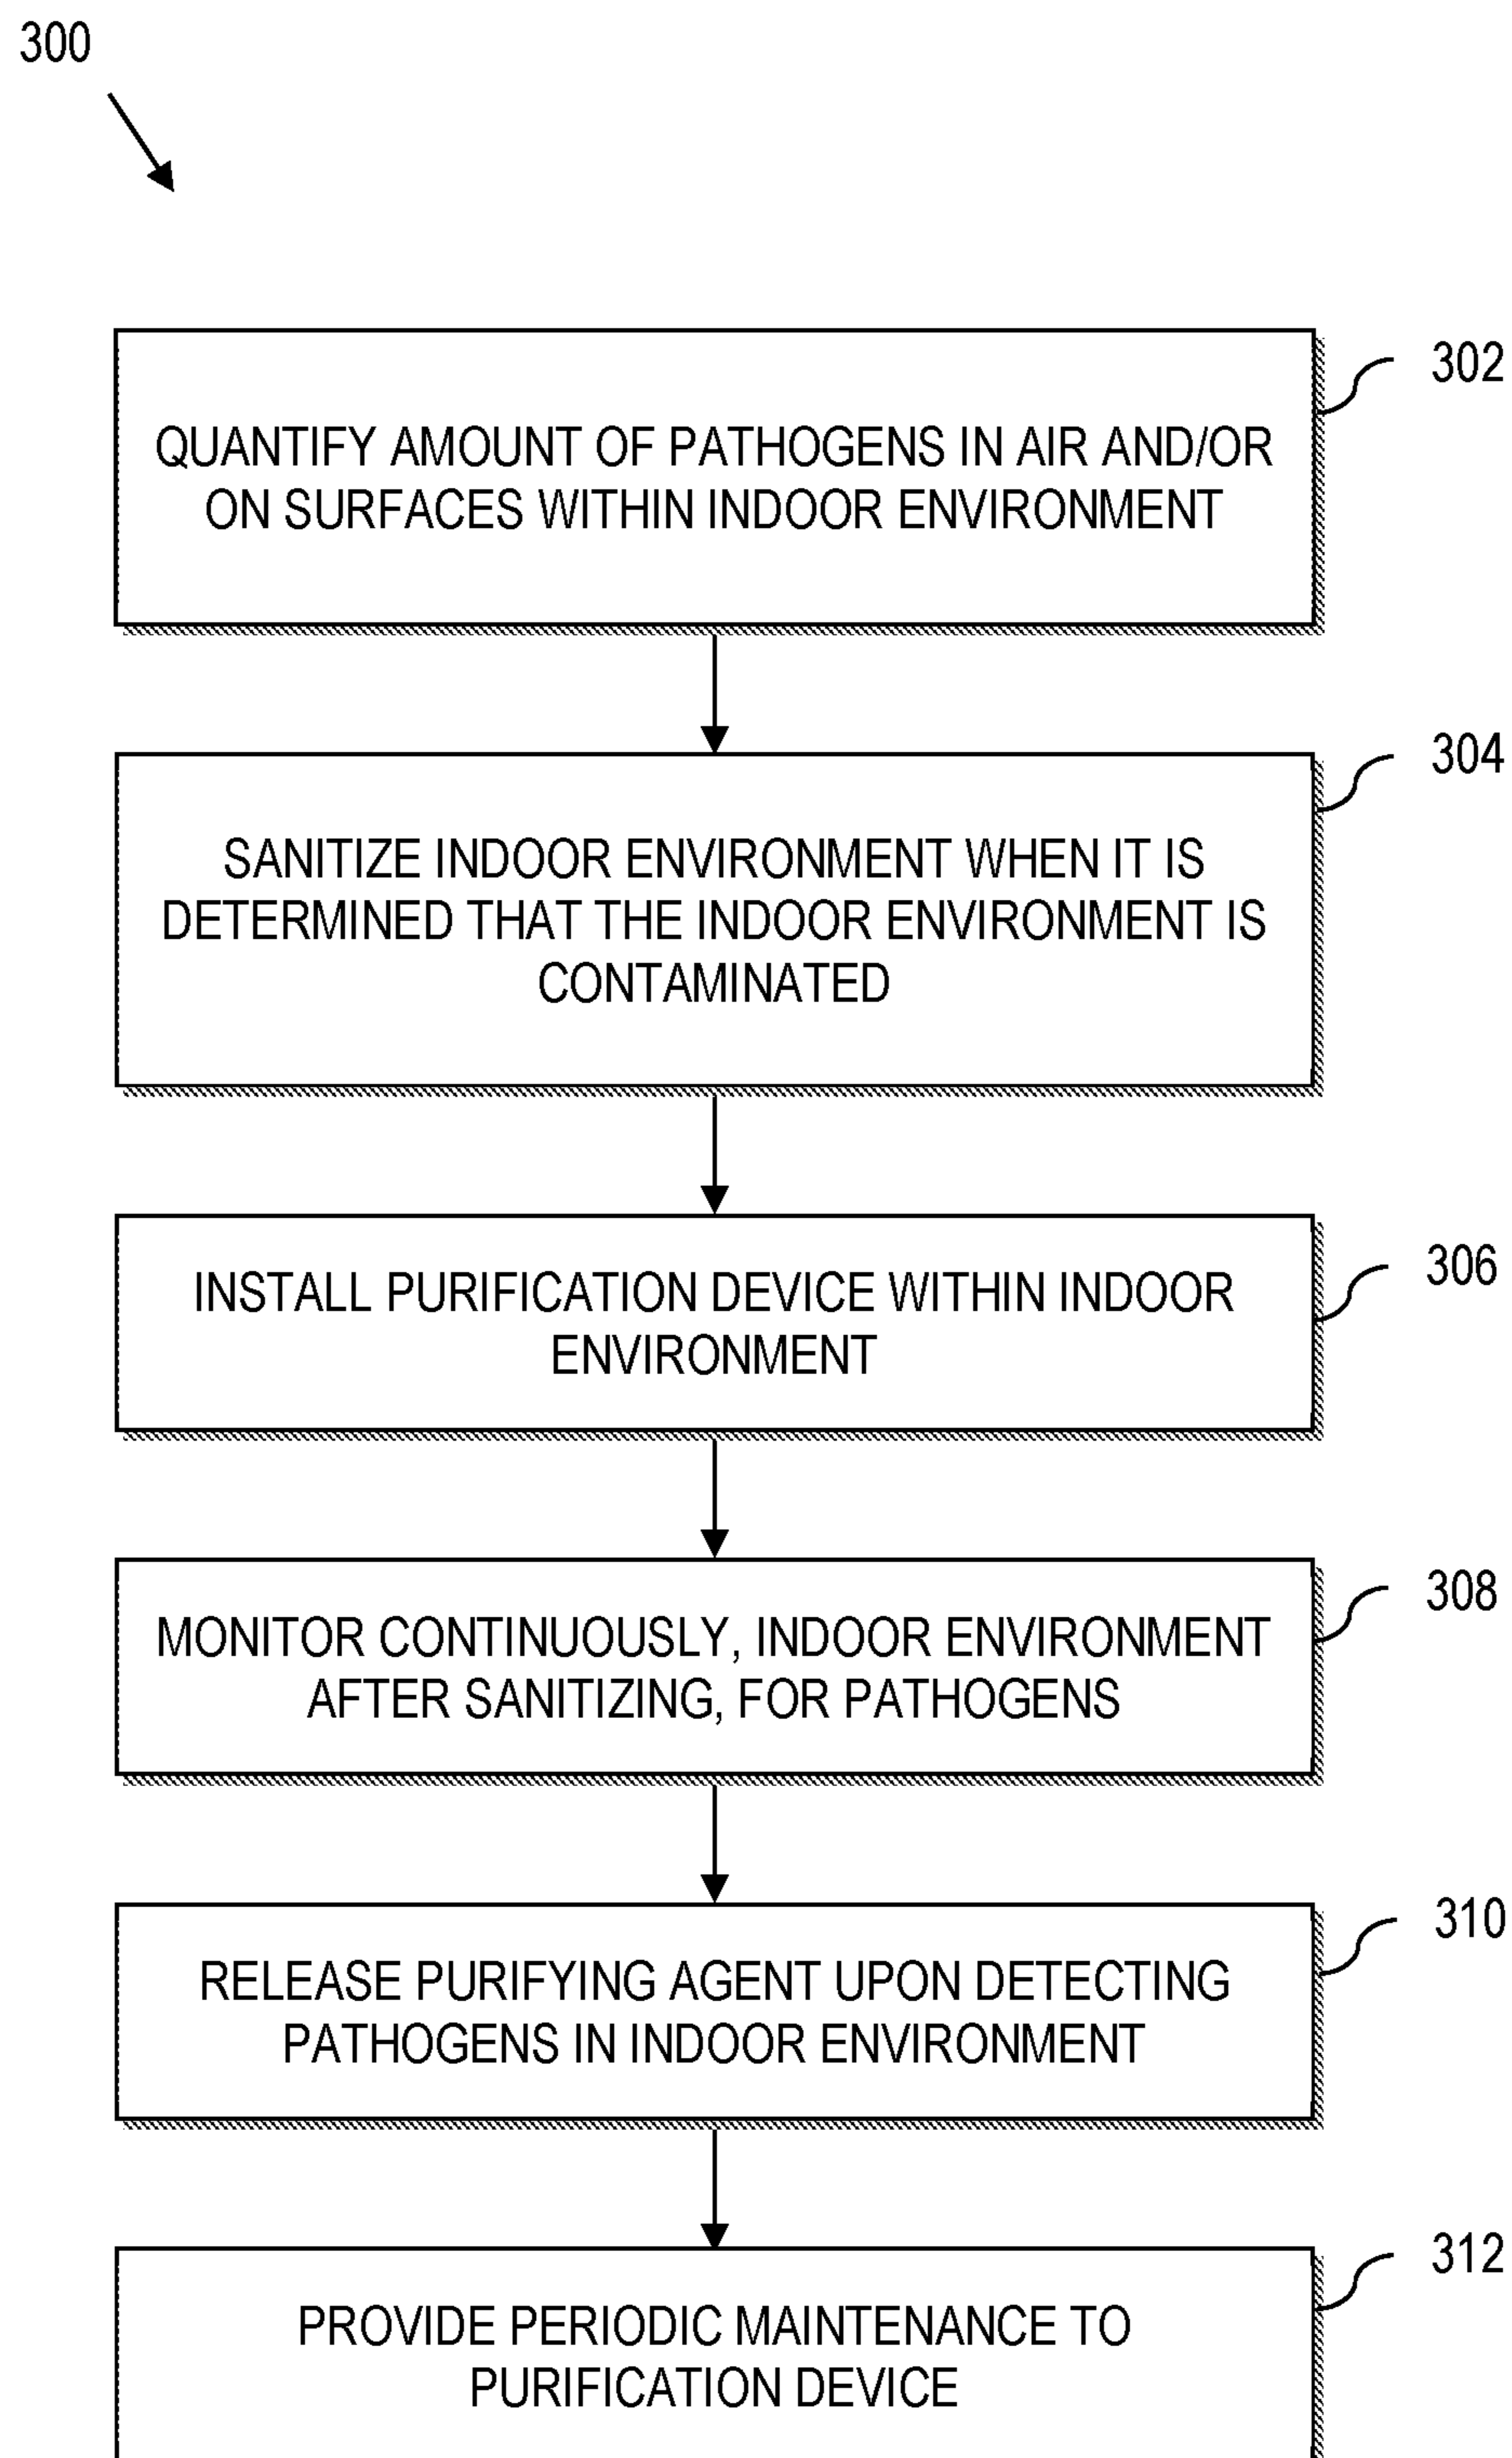 300
302
QUANTIFY AMOUNT OF PATHOGENS IN AIR AND/OR
ON SURFACES WITHIN INDOOR ENVIRONMENT
304
SANITIZE INDOOR ENVIRONMENT WHEN IT IS
DETERMINED THAT THE INDOOR ENVIRONMENT IS
CONTAMINATED
306
INSTALL PURIFICATION DEVICE WITHIN INDOOR
ENVIRONMENT
308
MONITOR CONTINUOUSLY, INDOOR ENVIRONMENT
AFTER SANITIZING, FOR PATHOGENS
310
RELEASE PURIFYING AGENT UPON DETECTING
PATHOGENS IN INDOOR ENVIRONMENT
312
PROVIDE PERIODIC MAINTENANCE TO
PURIFICATION DEVICE